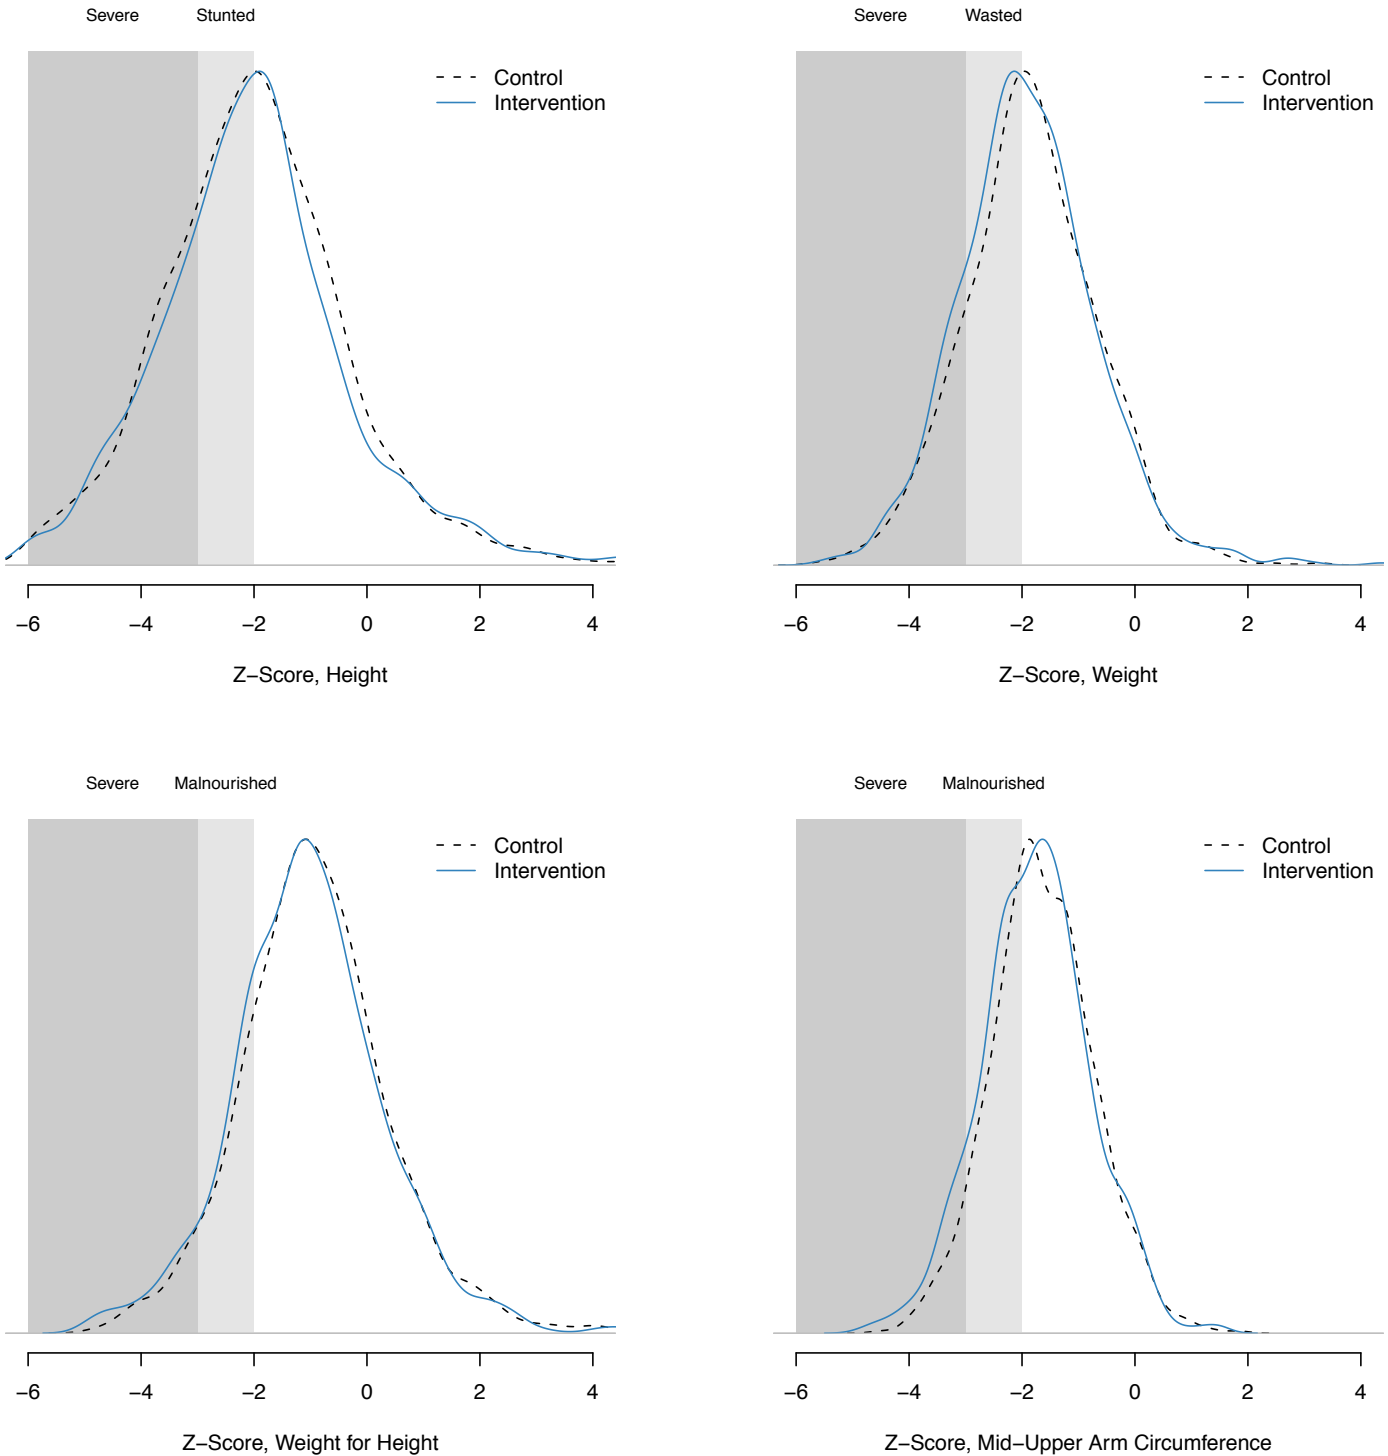 Severe Stunted
Control
Intervention
−6 −4 −2 0 2 4
Z−Score, Height
Severe Wasted
Control
Intervention
−6 −4 −2 0 2 4
Z−Score, Weight
Severe Malnourished
Control
Intervention
−6 −4 −2 0 2 4
Z−Score, Weight for Height
Severe Malnourished
Control
Intervention
−6 −4 −2 0 2 4
Z−Score, Mid−Upper Arm Circumference